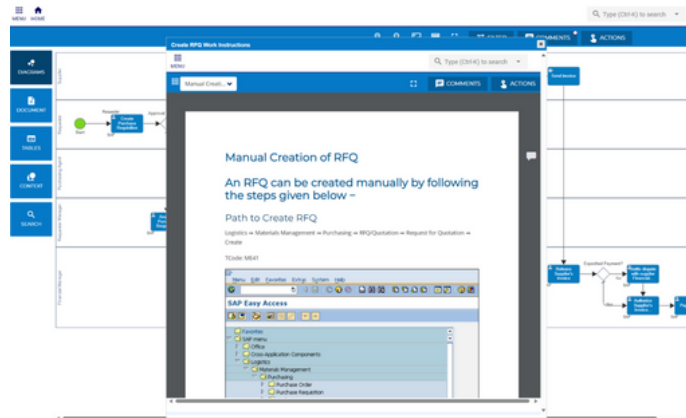 MENU HOME
Type (Ctrl-K) to search
COMMENTS
ACTIONS
Create RFQ Work Instructions
MENU
Type (Ctrl-K) to search
Manual Creati...
COMMENTS
ACTIONS
DIAGRAMS
DOCUMENT
TABLES
CONTEXT
SEARCH
Start
Create
Purchase
Requisition
Send Invoice
Manual Creation of RFQ
An RFQ can be created manually by following
the steps given below –
Path to Create RFQ
Logistics ⇒ Materials Management ⇒ Purchasing ⇒ RFQ/Quotation ⇒ Request for Quotation ⇒
Create
TCode: ME41
Menu Edit Favorites Extras System Help
SAP Easy Access
Favorites
SAP menu
Office
Cross-Application Components
Logistics
Materials Management
Purchasing
Purchase Order
Purchase Requisition
Expected Payment?